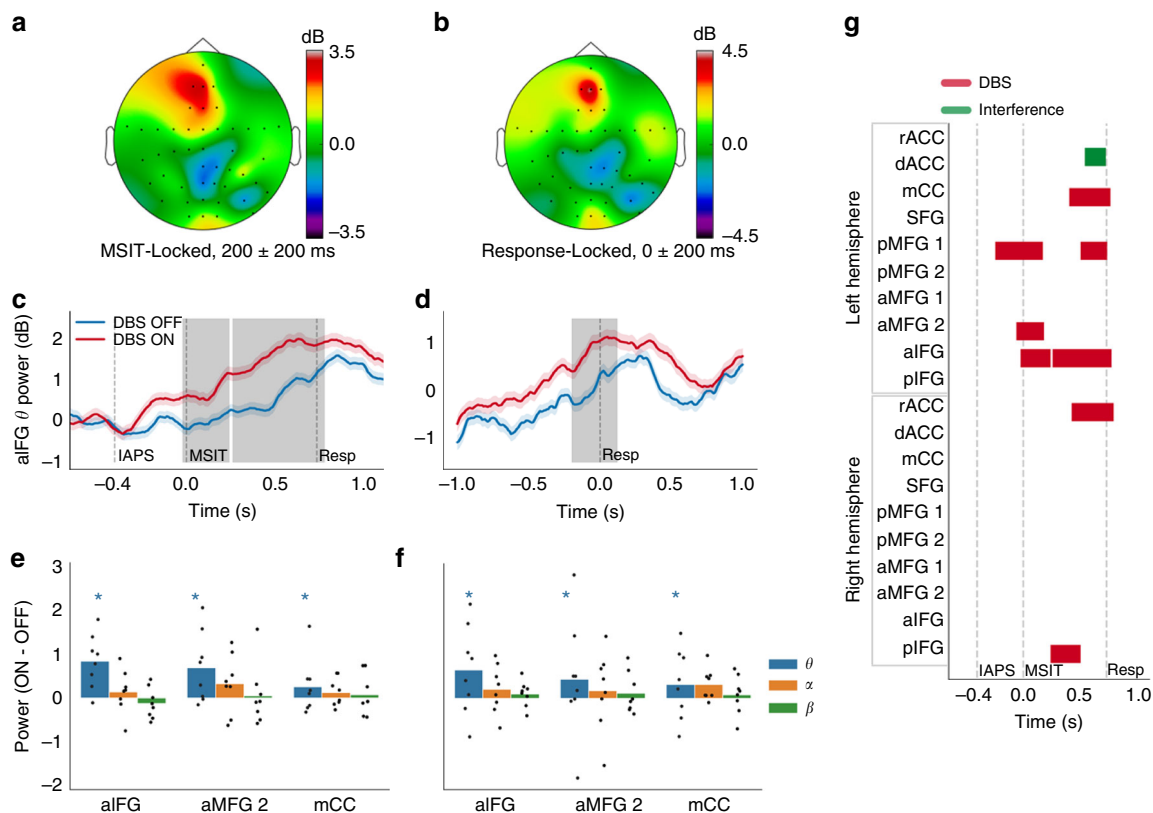 a
dB
3.5
0.0
−3.5
MSIT-Locked, 200 ± 200 ms
b
dB
4.5
0.0
−4.5
Response-Locked, 0 ± 200 ms
c
DBS OFF
DBS ON
aIFG θ power (dB)
2
1
0
−1
IAPS
MSIT
Resp
−0.4
0.0
0.5
1.0
Time (s)
d
1
0
−1
Resp
−1.0
−0.5
0.0
0.5
1.0
Time (s)
e
Power (ON - OFF)
3
2
1
0
−1
−2
*
*
*
aIFG
aMFG 2
mCC
f
*
*
*
aIFG
aMFG 2
mCC
θ
α
β
g
DBS
Interference
Left hemisphere
rACC
dACC
mCC
SFG
pMFG 1
pMFG 2
aMFG 1
aMFG 2
aIFG
pIFG
Right hemisphere
rACC
dACC
mCC
SFG
pMFG 1
pMFG 2
aMFG 1
aMFG 2
aIFG
pIFG
IAPS
MSIT
Resp
−0.4
0.0
0.5
1.0
Time (s)